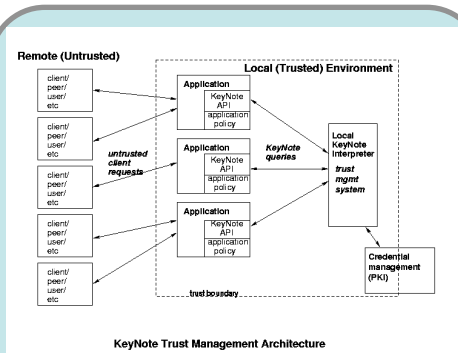 Remote (Untrusted)
Local (Trusted) Environment
client/
peer/
user/
etc
client/
peer/
user/
etc
client/
peer/
user/
etc
client/
peer/
user/
etc
client/
peer/
user/
etc
untrusted
client
requests
Application
KeyNote
API
application
policy
Application
KeyNote
API
application
policy
Application
KeyNote
API
application
policy
KeyNote
queries
Local
KeyNote
Interpreter
trust
mgmt
system
Credential
management
(PKI)
trust boundary
KeyNote Trust Management Architecture